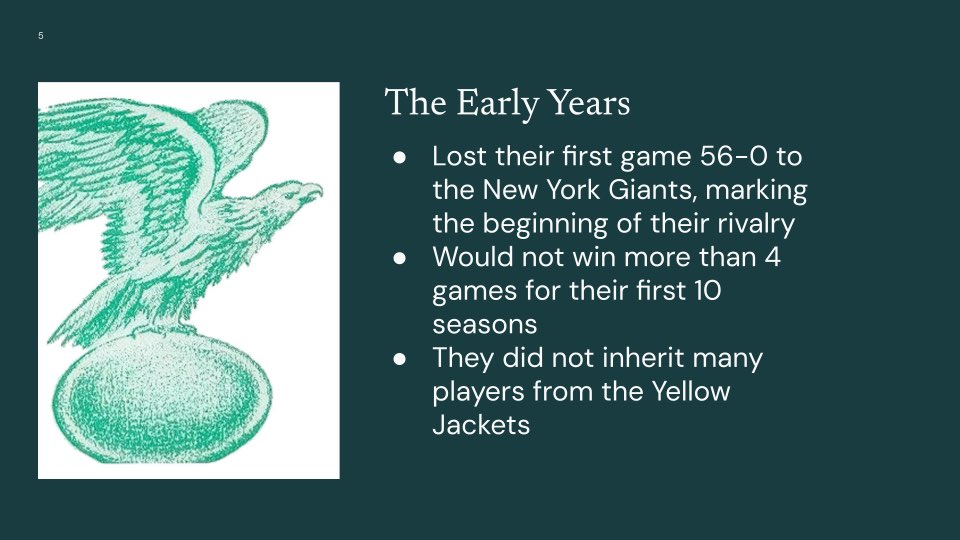 5
The Early Years
● Lost their first game 56-0 to
the New York Giants, marking
the beginning of their rivalry
● Would not win more than 4
games for their first 10
seasons
● They did not inherit many
players from the Yellow
Jackets